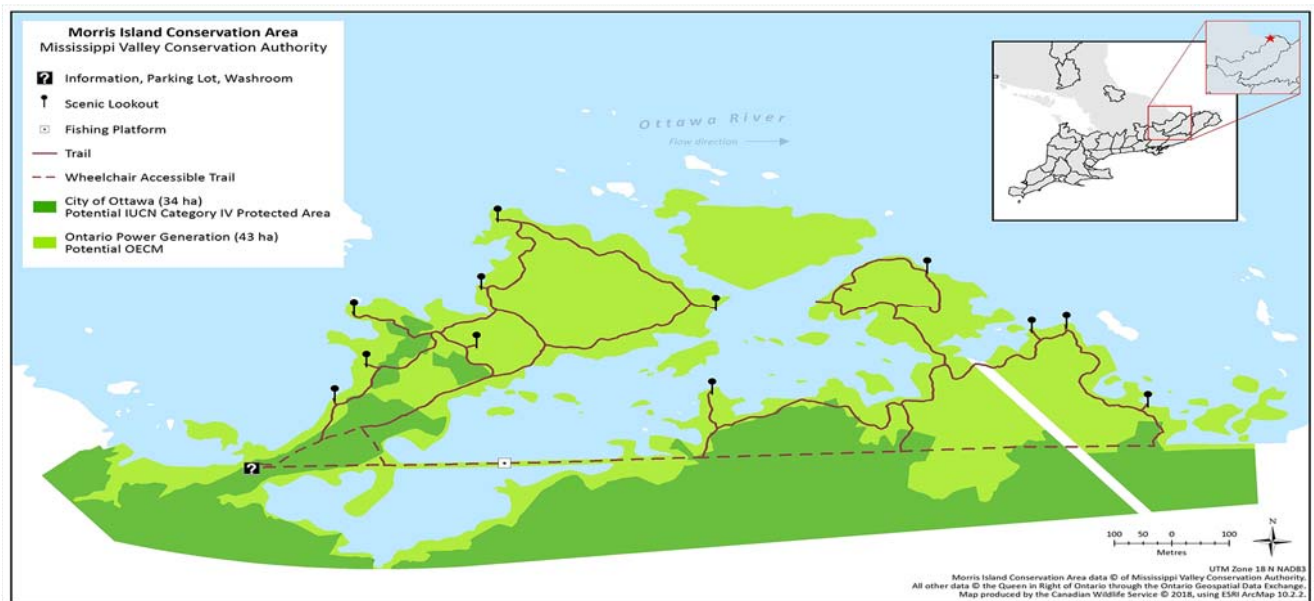 Morris Island Conservation Area
Mississippi Valley Conservation Authority
? Information, Parking Lot, Washroom
Scenic Lookout
Fishing Platform
Trail
Wheelchair Accessible Trail
City of Ottawa (34 ha)
Potential IUCN Category IV Protected Area
Ontario Power Generation (43 ha)
Potential OECM
Ottawa River
Flow direction
?
100 50 0 100
Metres
N
UTM Zone 18 N NAD83
Morris Island Conservation Area data © of Mississippi Valley Conservation Authority.
All other data © the Queen in Right of Ontario through the Ontario Geospatial Data Exchange.
Map produced by the Canadian Wildlife Service © 2018, using ESRI ArcMap 10.2.2.